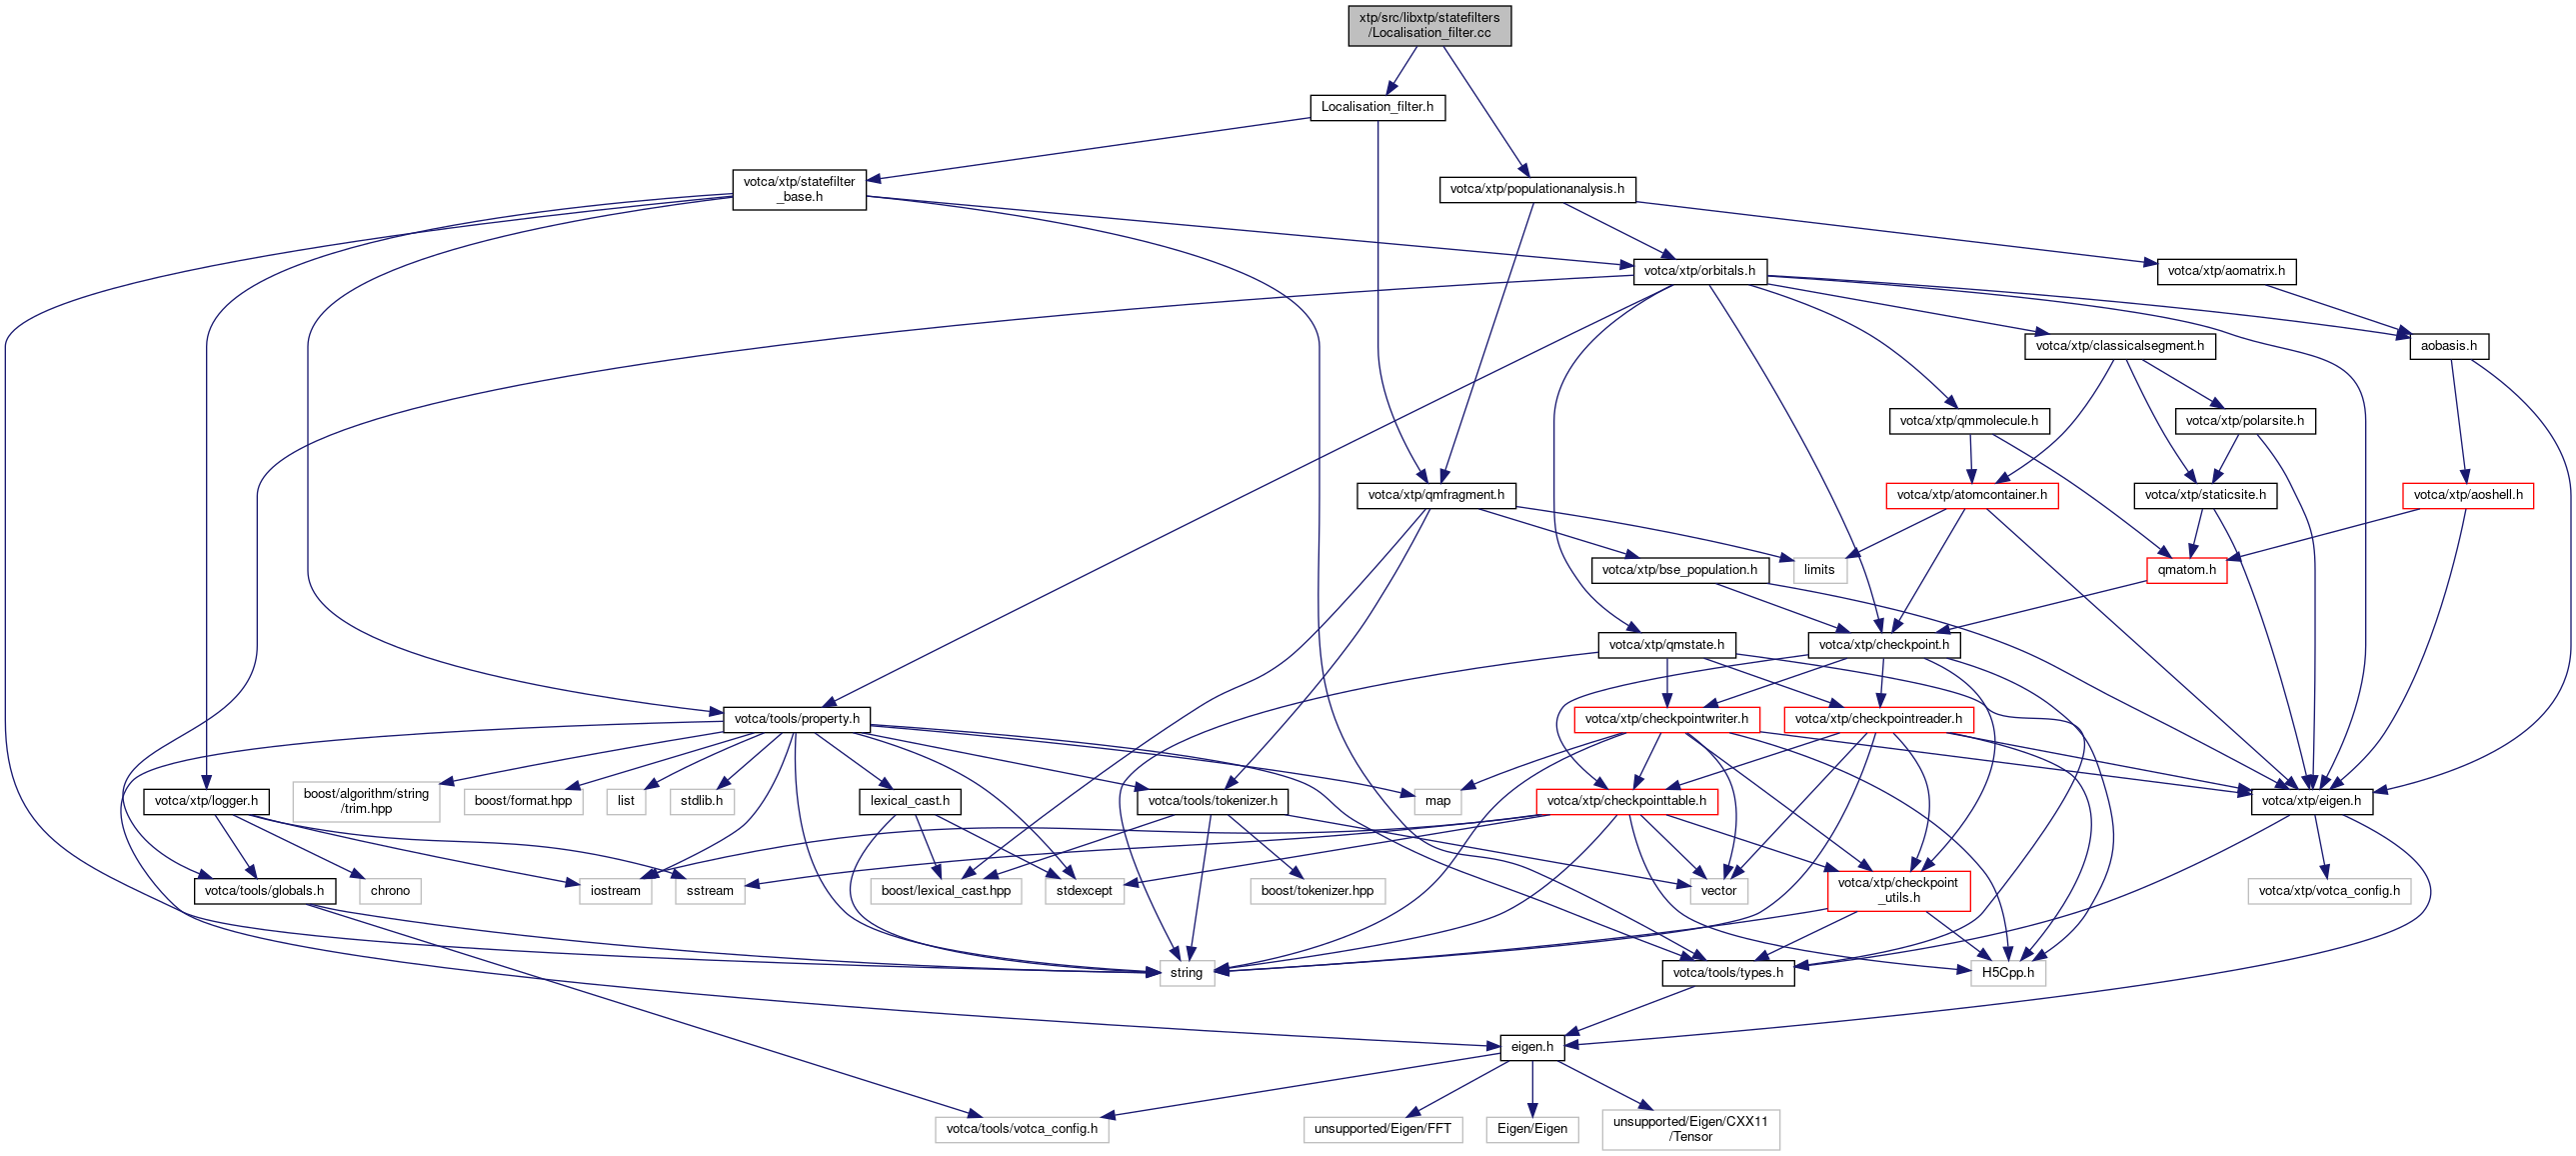 xtp/src/libxtp/statefilters
/Localisation_filter.cc
Localisation_filter.h
votca/xtp/statefilter
_base.h
votca/xtp/populationanalysis.h
votca/xtp/orbitals.h
votca/xtp/aomatrix.h
votca/xtp/classicalsegment.h
aobasis.h
votca/xtp/qmmolecule.h
votca/xtp/polarsite.h
votca/xtp/qmfragment.h
votca/xtp/atomcontainer.h
votca/xtp/staticsite.h
votca/xtp/aoshell.h
votca/xtp/bse_population.h
limits
qmatom.h
votca/xtp/qmstate.h
votca/xtp/checkpoint.h
votca/tools/property.h
votca/xtp/checkpointwriter.h
votca/xtp/checkpointreader.h
votca/xtp/logger.h
boost/algorithm/string
/trim.hpp
boost/format.hpp
list
stdlib.h
lexical_cast.h
votca/tools/tokenizer.h
map
votca/xtp/checkpointtable.h
votca/xtp/eigen.h
votca/tools/globals.h
chrono
iostream
sstream
boost/lexical_cast.hpp
stdexcept
boost/tokenizer.hpp
vector
votca/xtp/checkpoint
_utils.h
votca/xtp/votca_config.h
string
votca/tools/types.h
H5Cpp.h
eigen.h
votca/tools/votca_config.h
unsupported/Eigen/FFT
Eigen/Eigen
unsupported/Eigen/CXX11
/Tensor